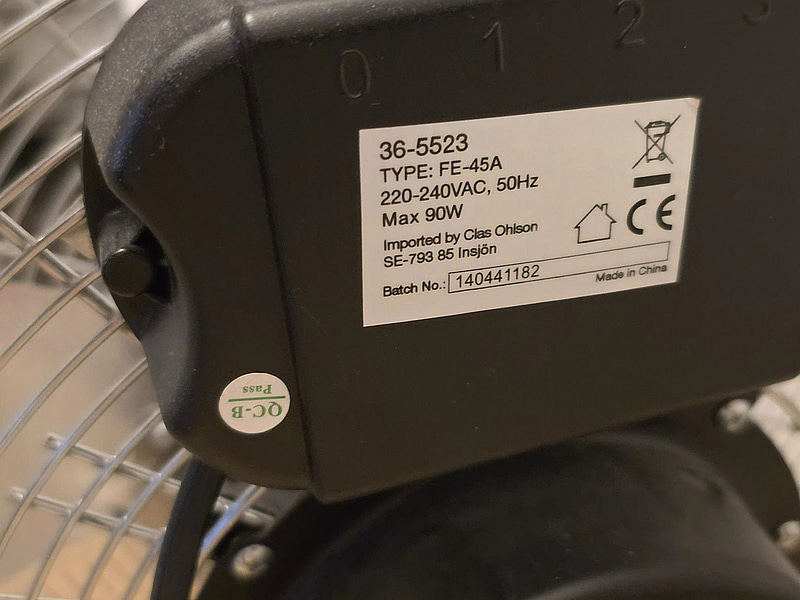 0 1 2 3
36-5523
TYPE: FE-45A
220-240VAC, 50Hz
Max 90W
Imported by Clas Ohlson
SE-793 85 Insjön
CE
Batch No.: 140441182
Made in China
QC-B
Pass